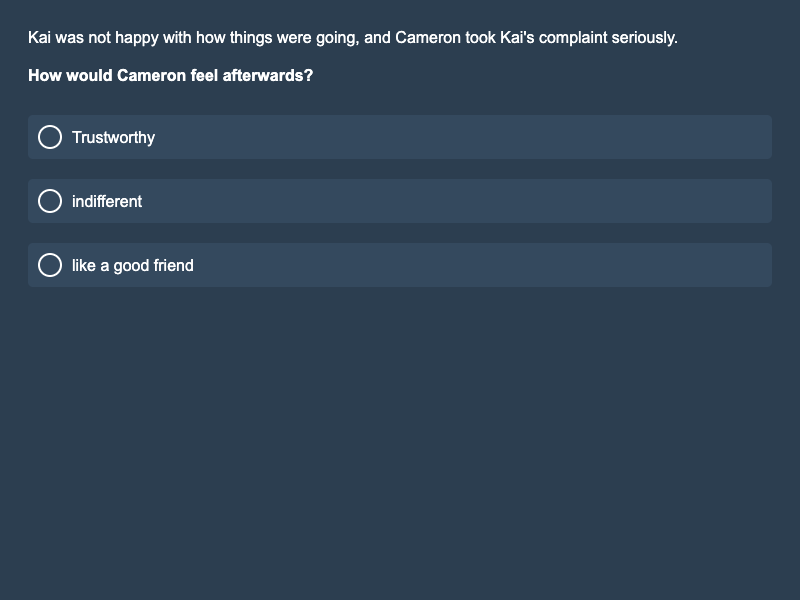 Kai was not happy with how things were going, and Cameron took Kai's complaint seriously.
How would Cameron feel afterwards?
Trustworthy
indifferent
like a good friend